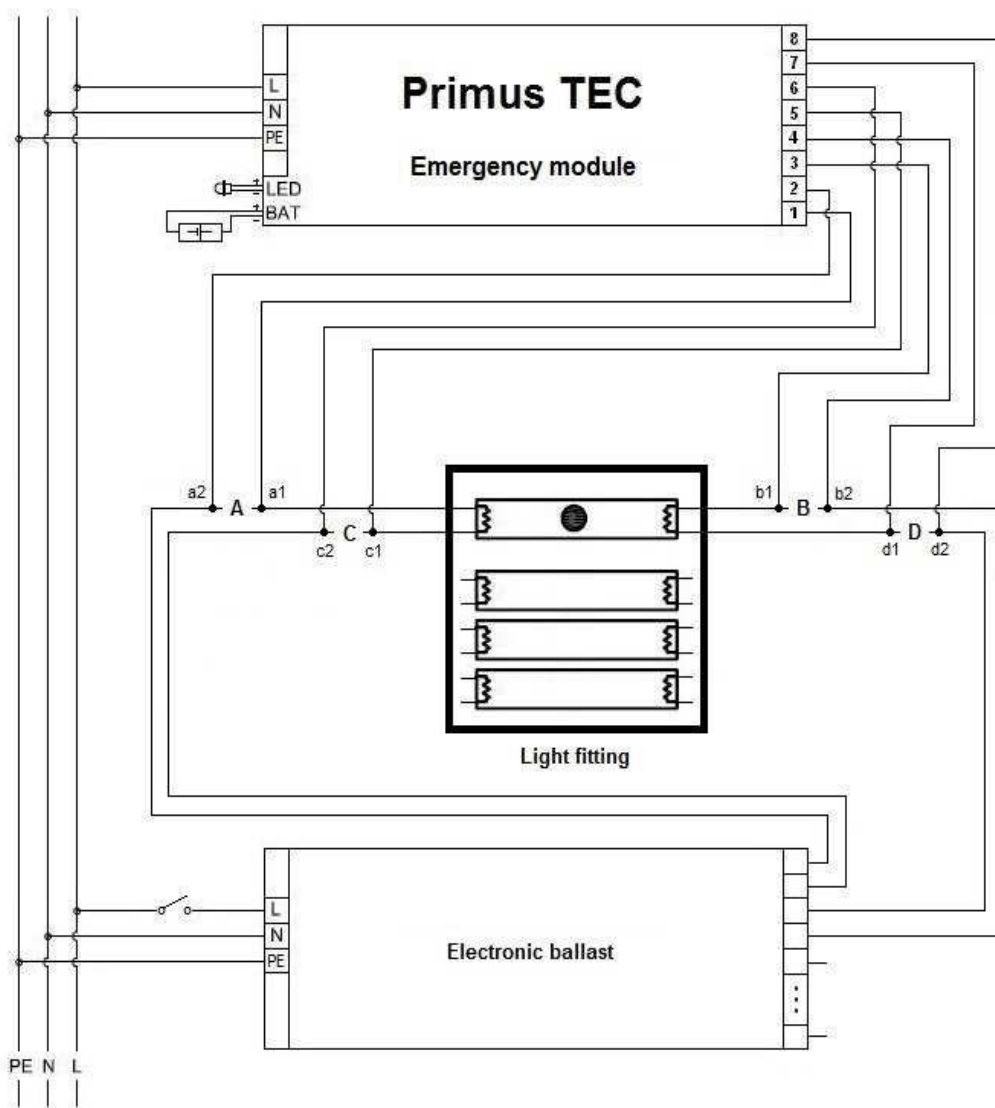 Primus TEC
Emergency module
L
N
PE
LED
BAT
8
7
6
5
4
3
2
1
a2 A a1
c2 C c1
b1 B b2
d1 D d2
Light fitting
Electronic ballast
L
N
PE
PE N L